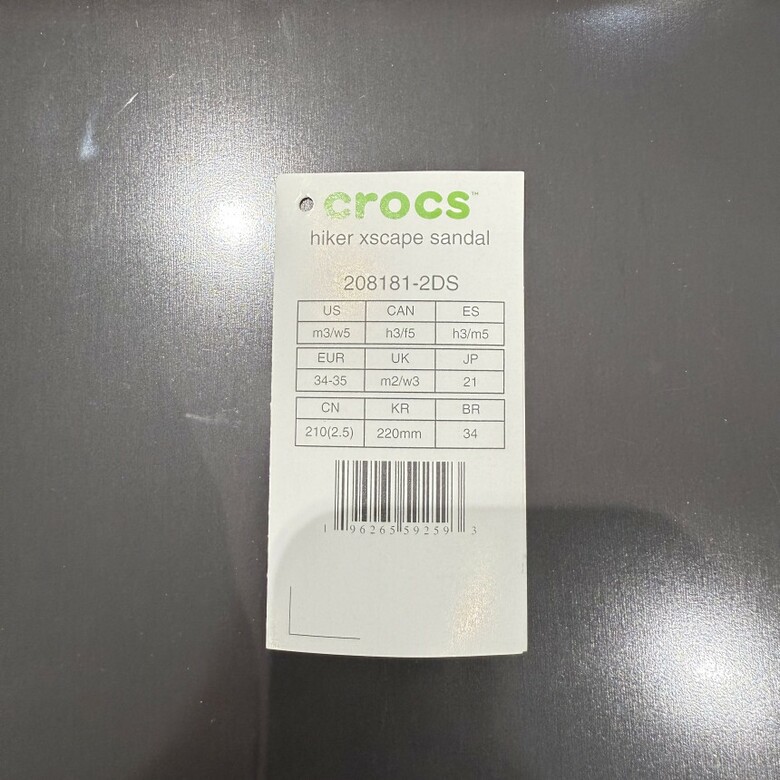 crocs™
hiker xscape sandal
208181-2DS
US CAN ES
m3/w5 h3/f5 h3/m5
EUR UK JP
34-35 m2/w3 21
CN KR BR
210(2.5) 220mm 34
1 96265 59259 3